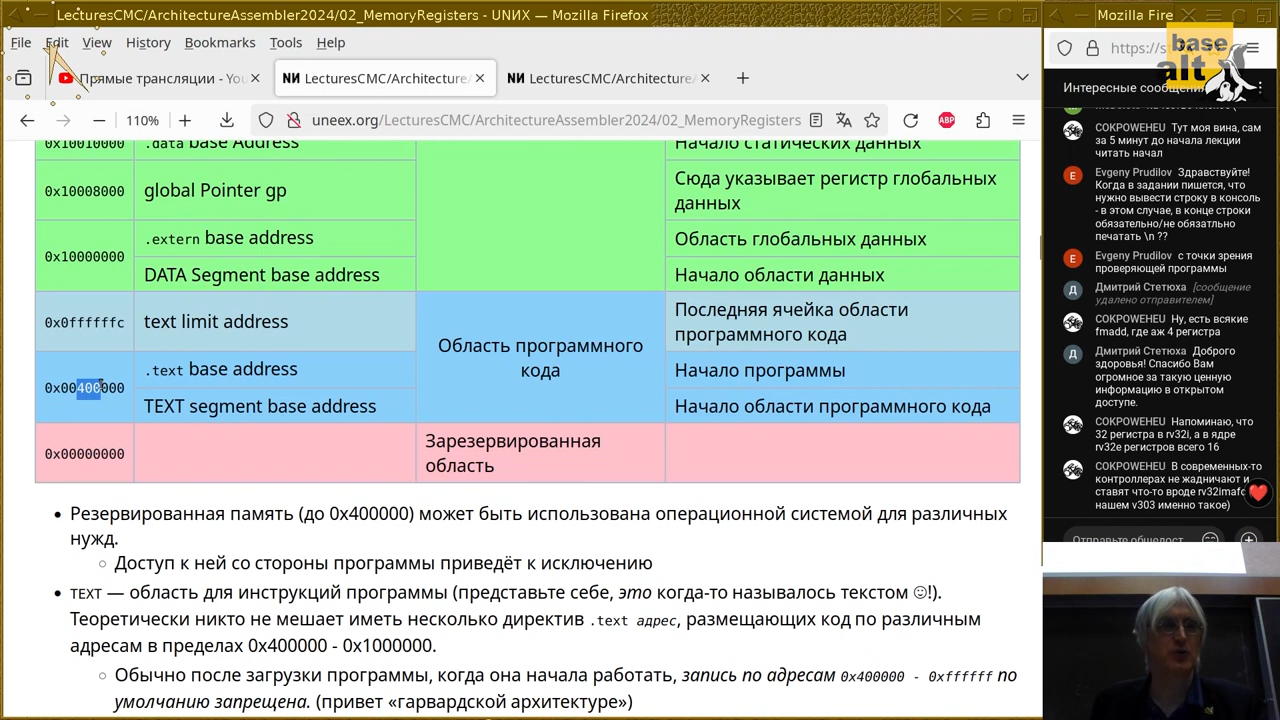 LecturesCMC/ArchitectureAssembler2024/02_MemoryRegisters - UNИX — Mozilla Firefox
File Edit View History Bookmarks Tools Help
Прямые трансляции - You
LecturesCMC/Architecture
LecturesCMC/Architecture
110%
uneex.org/LecturesCMC/ArchitectureAssembler2024/02_MemoryRegisters
0x10010000 .data base Address Начало статических данных
0x10008000 global Pointer gp Сюда указывает регистр глобальных
данных
0x10000000
.extern base address Область глобальных данных
DATA Segment base address Начало области данных
0x0ffffffc text limit address Последняя ячейка области
программного кода
Область программного
кода
0x00400000
.text base address Начало программы
TEXT segment base address Начало области программного кода
0x00000000 Зарезервированная
область
• Резервированная память (до 0x400000) может быть использована операционной системой для различных
нужд.
Доступ к ней со стороны программы приведёт к исключению
• TEXT — область для инструкций программы (представьте себе, это когда-то называлось текстом ☺!).
Теоретически никто не мешает иметь несколько директив .text адрес, размещающих код по различным
адресам в пределах 0x400000 - 0x1000000.
Обычно после загрузки программы, когда она начала работать, запись по адресам 0x400000 - 0xffffff по
умолчанию запрещена. (привет «гарвардской архитектуре»)
Mozilla Fire
https://s
base
alt
Интересные сообщения
COKPOWEHEU Тут моя вина, сам
за 5 минут до начала лекции
читать начал
Evgeny Prudilov Здравствуйте!
Когда в задании пишется, что
нужно вывести строку в консоль
- в этом случае, в конце строки
обязательно/не обязатльно
печатать \n ??
Evgeny Prudilov с точки зрения
проверяющей программы
Дмитрий Стетюха [сообщение
удалено отправителем]
COKPOWEHEU Ну, есть всякие
fmadd, где аж 4 регистра
Дмитрий Стетюха Доброго
здоровья! Спасибо Вам
огромное за такую ценную
информацию в открытом
доступе.
COKPOWEHEU Напоминаю, что
32 регистра в rv32i, а в ядре
rv32e регистров всего 16
COKPOWEHEU В современных-то
контроллерах не жадничают и
ставят что-то вроде rv32imafc
нашем v303 именно такое)
Отправьте общедост